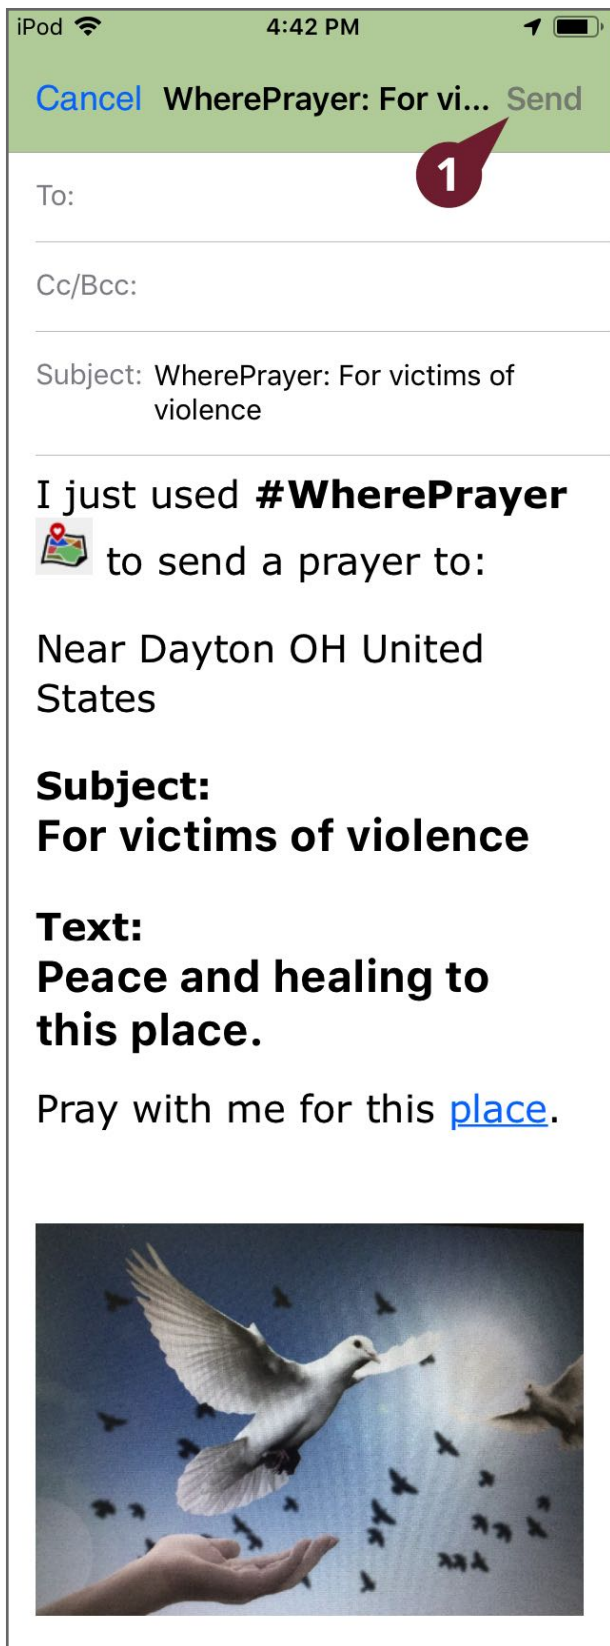 iPod 4:42 PM
Cancel WherePrayer: For vi... Send
1
To:
Cc/Bcc:
Subject: WherePrayer: For victims of
violence
I just used #WherePrayer
to send a prayer to:
Near Dayton OH United
States
Subject:
For victims of violence
Text:
Peace and healing to
this place.
Pray with me for this place.